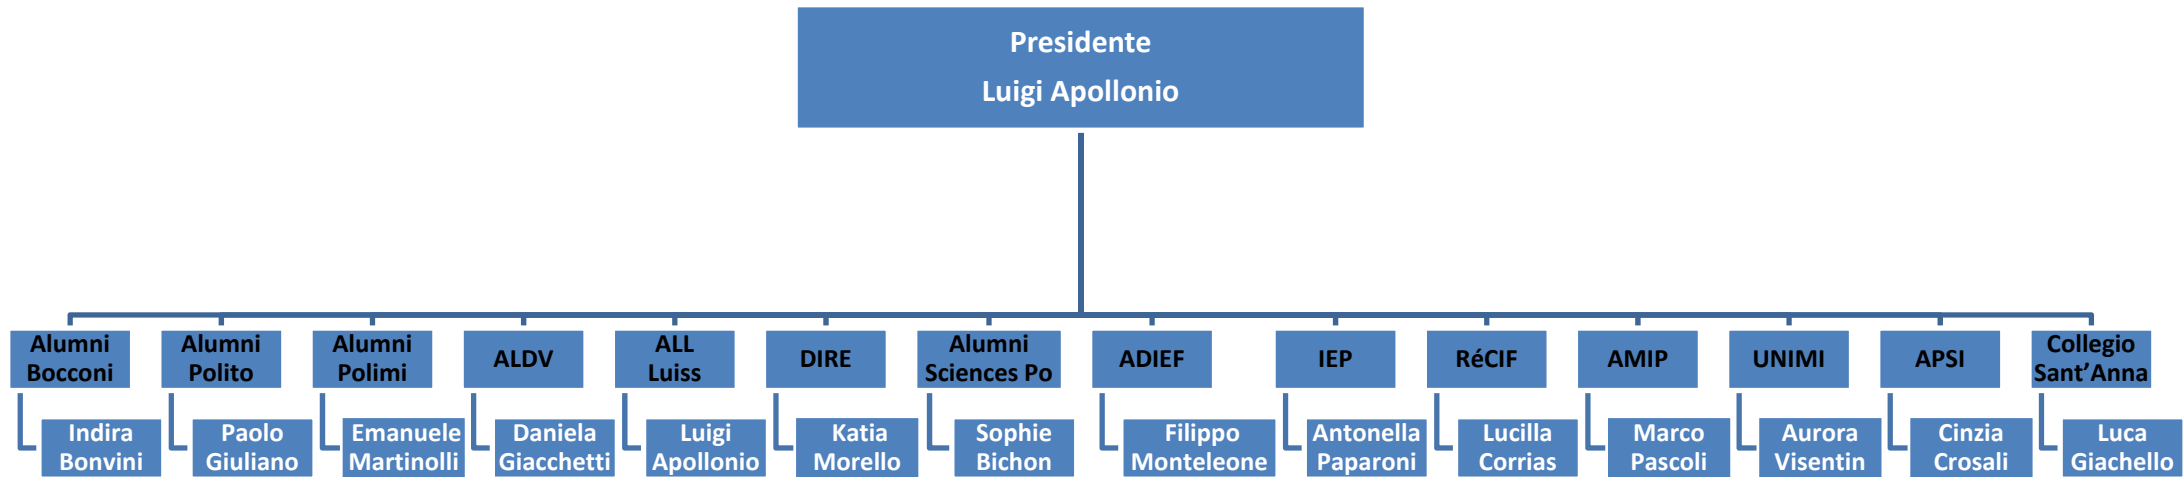 Presidente
Luigi Apollonio
Alumni
Bocconi
Alumni
Polito
Alumni
Polimi
ALDV
ALL
Luiss
DIRE
Alumni
Sciences Po
ADIEF
IEP
RéCIF
AMIP
UNIMI
APSI
Collegio
Sant’Anna
Indira
Bonvini
Paolo
Giuliano
Emanuele
Martinolli
Daniela
Giacchetti
Luigi
Apollonio
Katia
Morello
Sophie
Bichon
Filippo
Monteleone
Antonella
Paparoni
Lucilla
Corrias
Marco
Pascoli
Aurora
Visentin
Cinzia
Crosali
Luca
Giachello